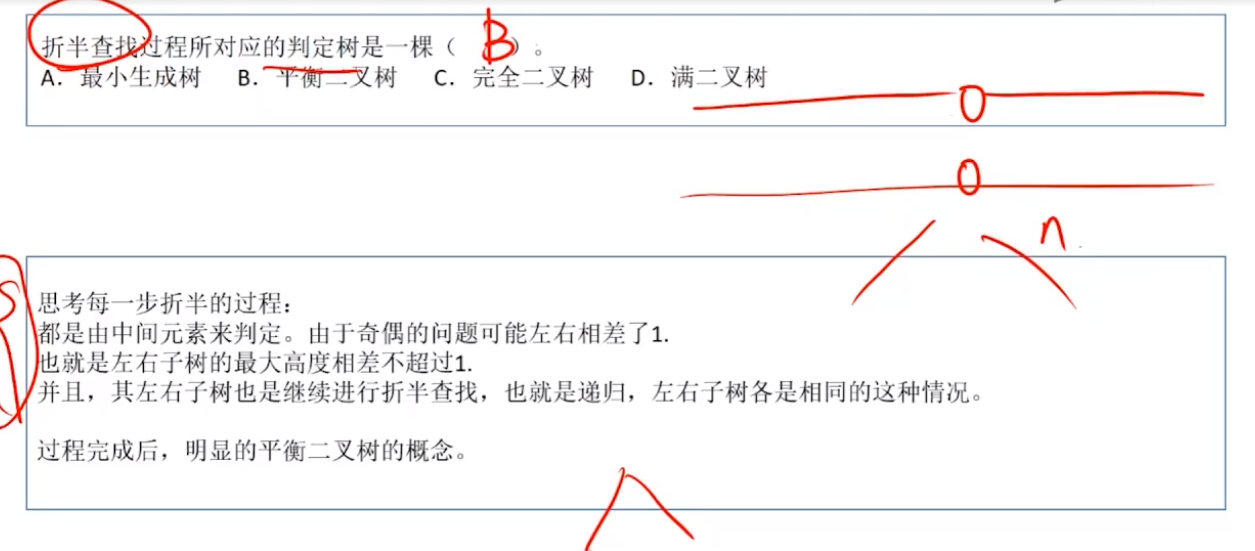 折半查找过程所对应的判定树是一棵（ B ）。
A. 最小生成树 B. 平衡二叉树 C. 完全二叉树 D. 满二叉树
n
思考每一步折半的过程：
都是由中间元素来判定。由于奇偶的问题可能左右相差了1.
也就是左右子树的最大高度相差不超过1.
并且，其左右子树也是继续进行折半查找，也就是递归，左右子树各是相同的这种情况。
过程完成后，明显的平衡二叉树的概念。